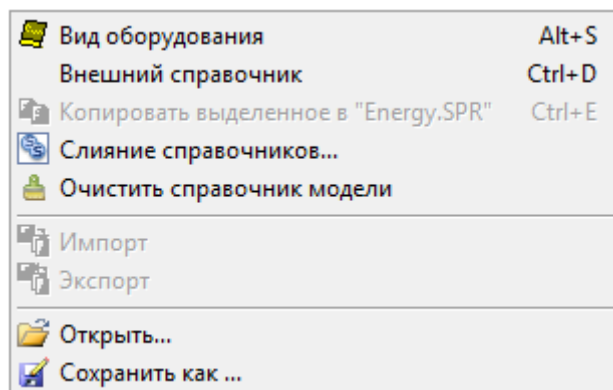 Вид оборудования Alt+S
Внешний справочник Ctrl+D
Копировать выделенное в "Energy.SPR" Ctrl+E
Слияние справочников...
Очистить справочник модели
Импорт
Экспорт
Открыть...
Сохранить как ...